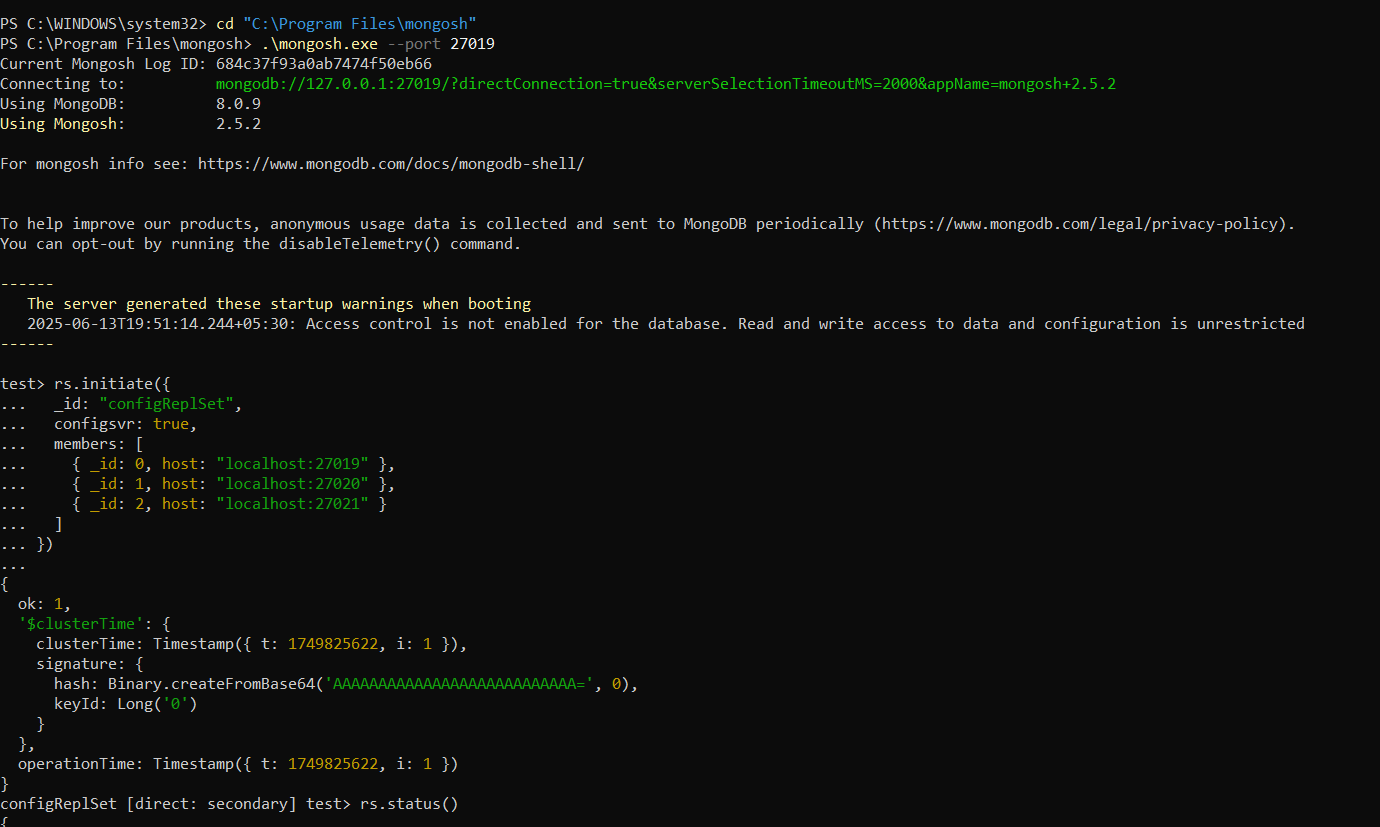 PS C:\WINDOWS\system32> cd "C:\Program Files\mongosh"
PS C:\Program Files\mongosh> .\mongosh.exe --port 27019
Current Mongosh Log ID: 684c37f93a0ab7474f50eb66
Connecting to:          mongodb://127.0.0.1:27019/?directConnection=true&serverSelectionTimeoutMS=2000&appName=mongosh+2.5.2
Using MongoDB:          8.0.9
Using Mongosh:          2.5.2
For mongosh info see: https://www.mongodb.com/docs/mongodb-shell/
To help improve our products, anonymous usage data is collected and sent to MongoDB periodically (https://www.mongodb.com/legal/privacy-policy).
You can opt-out by running the disableTelemetry() command.
------
   The server generated these startup warnings when booting
   2025-06-13T19:51:14.244+05:30: Access control is not enabled for the database. Read and write access to data and configuration is unrestricted
------
test> rs.initiate({
...   _id: "configReplSet",
...   configsvr: true,
...   members: [
...     { _id: 0, host: "localhost:27019" },
...     { _id: 1, host: "localhost:27020" },
...     { _id: 2, host: "localhost:27021" }
...   ]
... })
...
{
  ok: 1,
  '$clusterTime': {
    clusterTime: Timestamp({ t: 1749825622, i: 1 }),
    signature: {
      hash: Binary.createFromBase64('AAAAAAAAAAAAAAAAAAAAAAAAAAA=', 0),
      keyId: Long('0')
    }
  },
  operationTime: Timestamp({ t: 1749825622, i: 1 })
}
configReplSet [direct: secondary] test> rs.status()
{